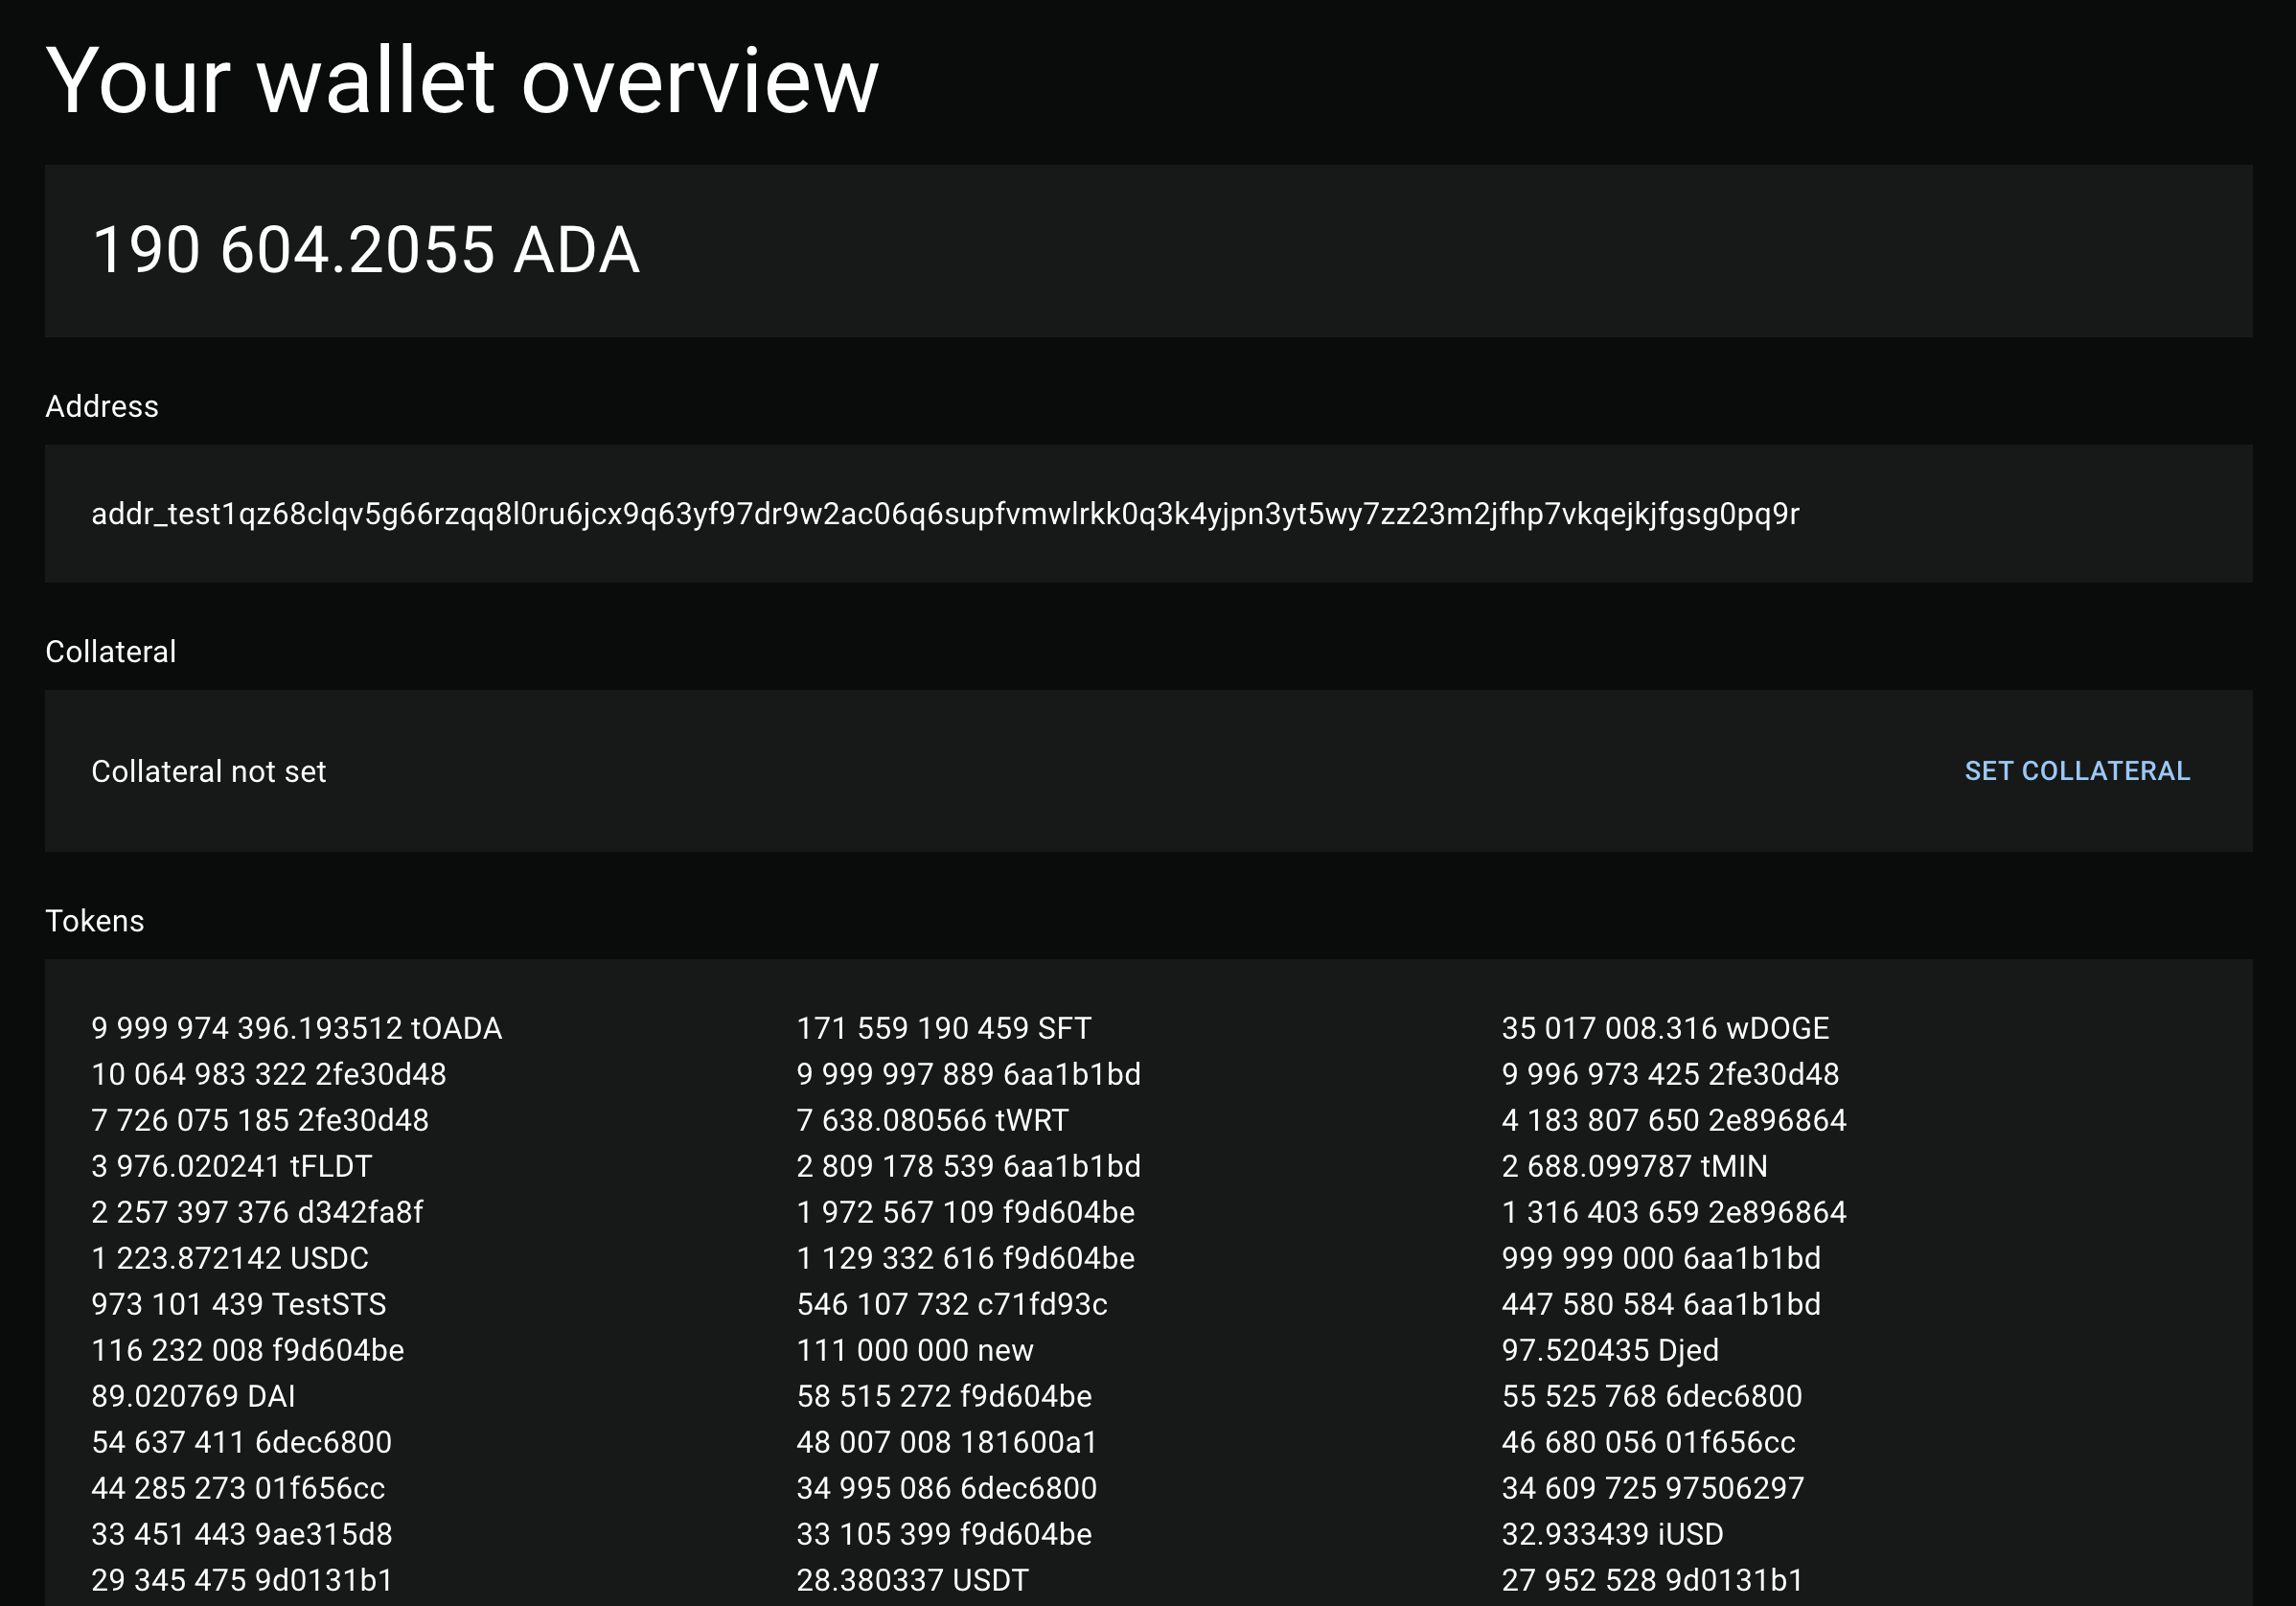 Your wallet overview
190 604.2055 ADA
Address
addr_test1qz68clqv5g66rzqq8l0ru6jcx9q63yf97dr9w2ac06q6supfvmwlrkk0q3k4yjpn3yt5wy7zz23m2jfhp7vkqejkjfgsg0pq9r
Collateral
Collateral not set SET COLLATERAL
Tokens
9 999 974 396.193512 tOADA 171 559 190 459 SFT 35 017 008.316 wDOGE
10 064 983 322 2fe30d48 9 999 997 889 6aa1b1bd 9 996 973 425 2fe30d48
7 726 075 185 2fe30d48 7 638.080566 tWRT 4 183 807 650 2e896864
3 976.020241 tFLDT 2 809 178 539 6aa1b1bd 2 688.099787 tMIN
2 257 397 376 d342fa8f 1 972 567 109 f9d604be 1 316 403 659 2e896864
1 223.872142 USDC 1 129 332 616 f9d604be 999 999 000 6aa1b1bd
973 101 439 TestSTS 546 107 732 c71fd93c 447 580 584 6aa1b1bd
116 232 008 f9d604be 111 000 000 new 97.520435 Djed
89.020769 DAI 58 515 272 f9d604be 55 525 768 6dec6800
54 637 411 6dec6800 48 007 008 181600a1 46 680 056 01f656cc
44 285 273 01f656cc 34 995 086 6dec6800 34 609 725 97506297
33 451 443 9ae315d8 33 105 399 f9d604be 32.933439 iUSD
29 345 475 9d0131b1 28.380337 USDT 27 952 528 9d0131b1